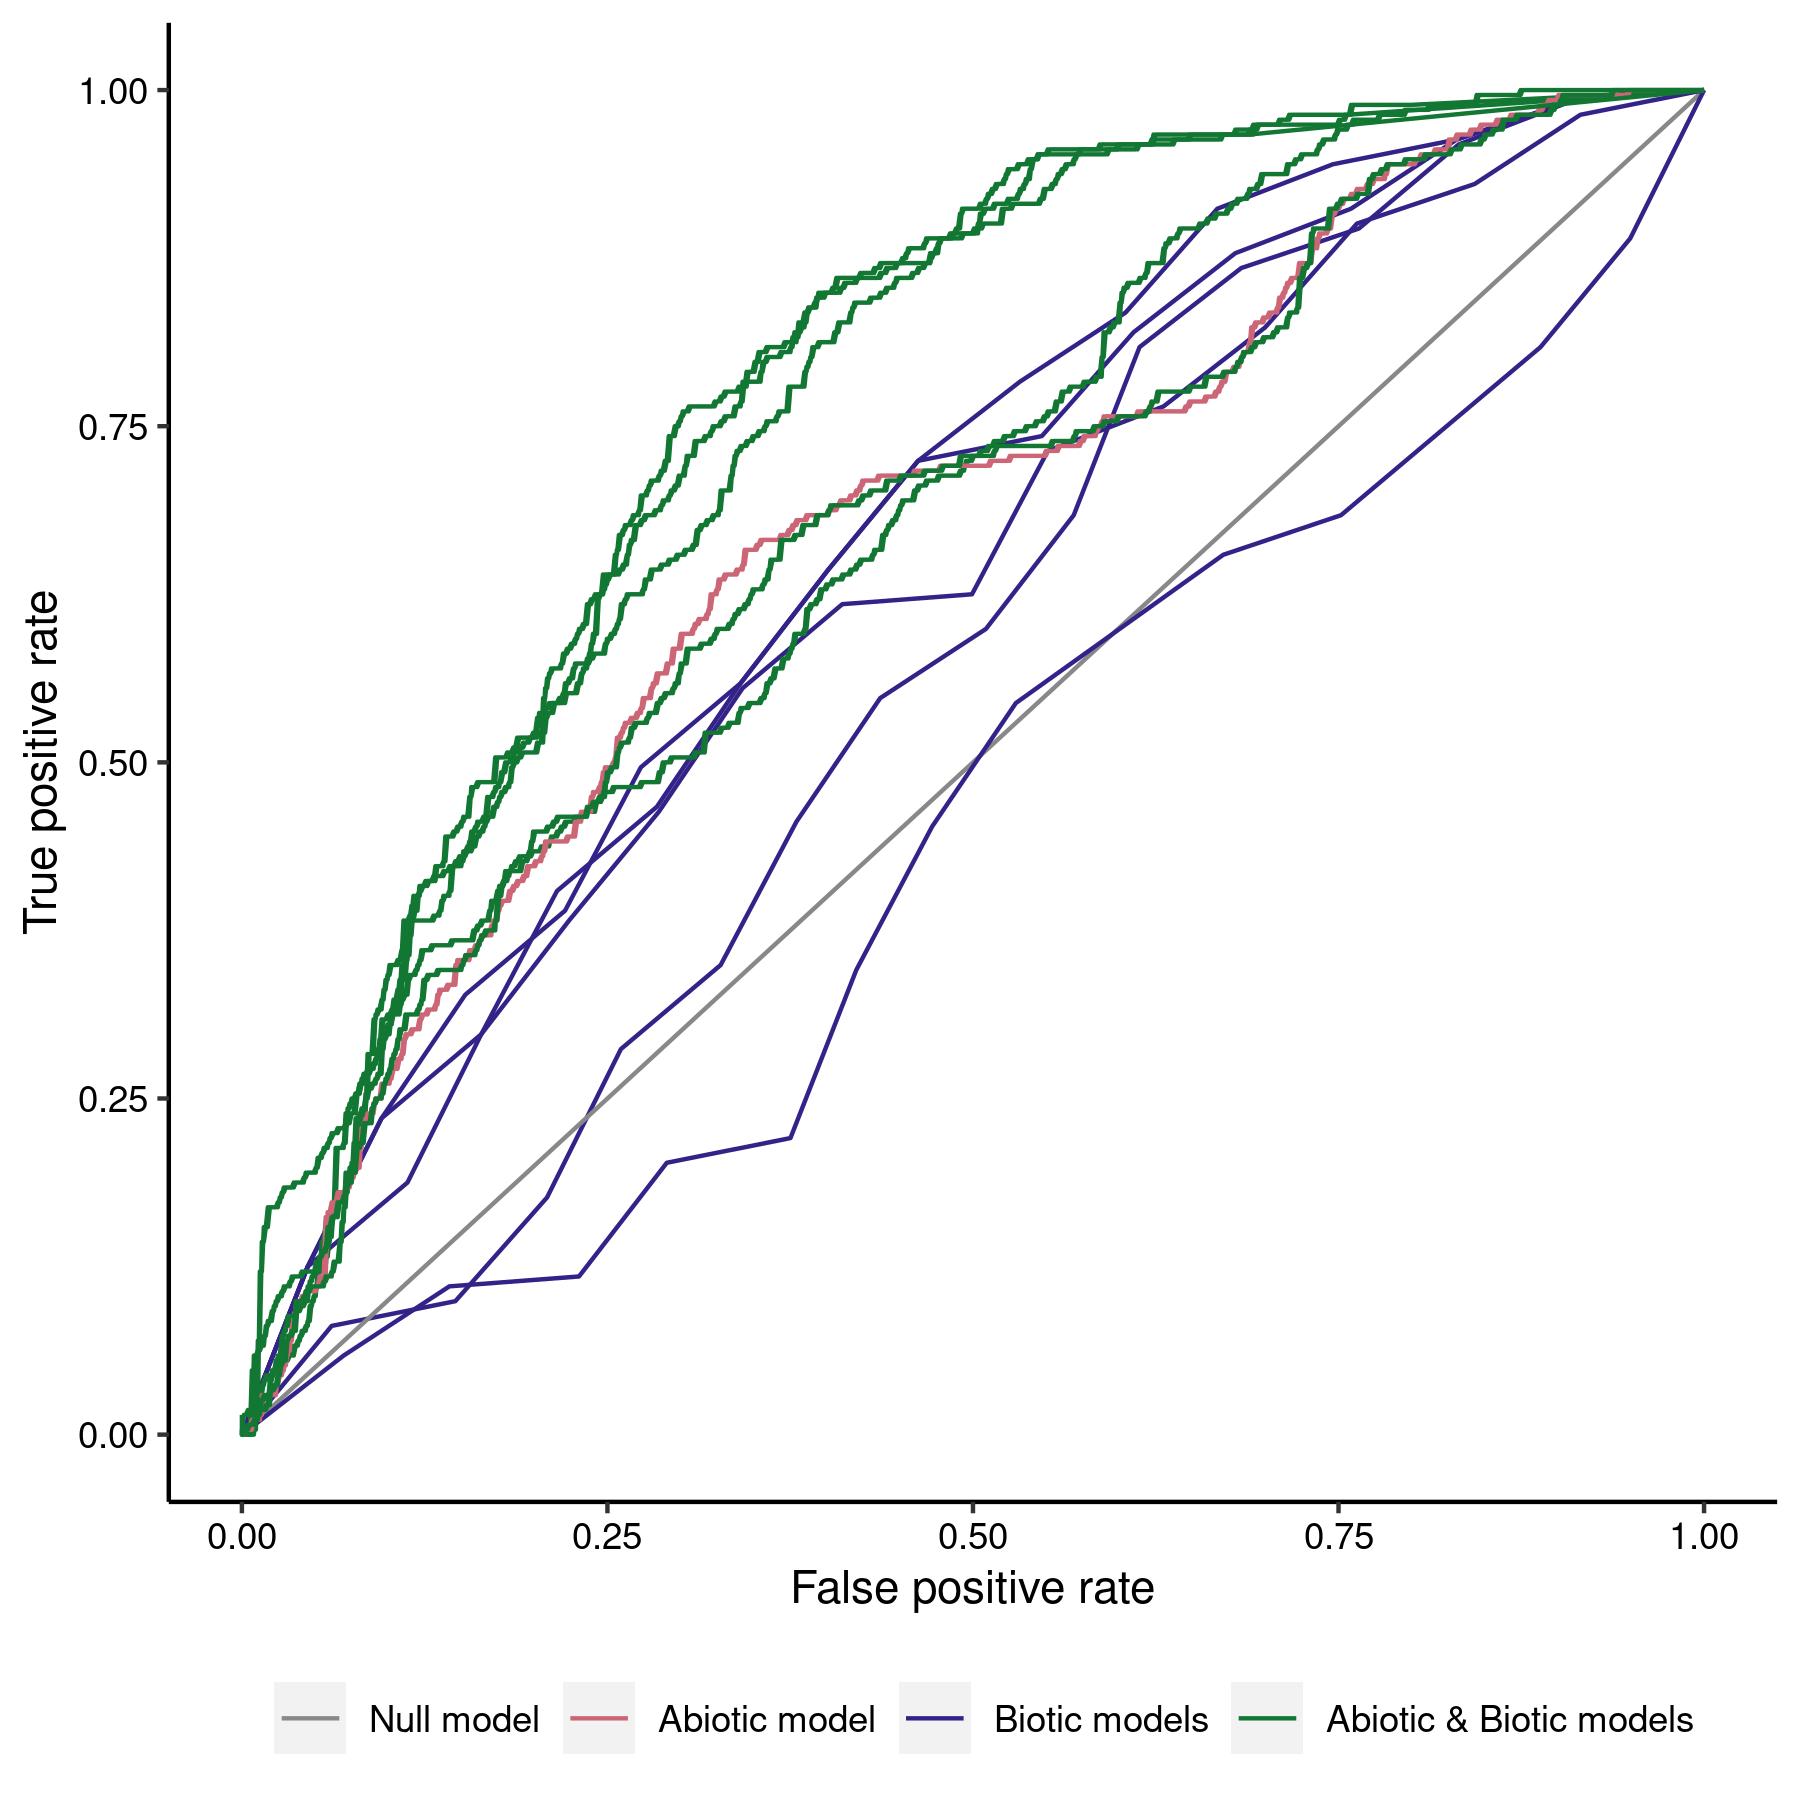 True positive rate
1.00
0.75
0.50
0.25
0.00
0.00 0.25 0.50 0.75 1.00
False positive rate
Null model Abiotic model Biotic models Abiotic & Biotic models